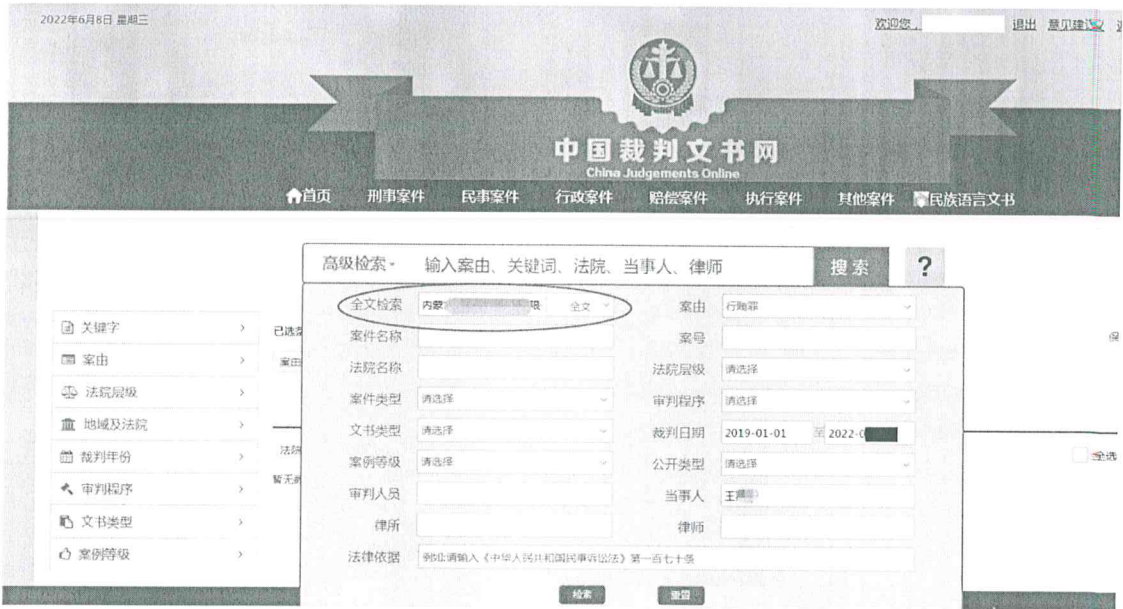 2022年6月8日 星期三
欢迎您， 退出 意见建议
中国裁判文书网
China Judgements Online
首页 刑事案件 民事案件 行政案件 赔偿案件 执行案件 其他案件 民族语言文书
高级检索 输入案由、关键词、法院、当事人、律师 搜索 ?
全文检索 内蒙 限 全文 案由 行贿罪
关键字 已选 案件名称 案号 保
案由 案由 法院名称 法院层级 请选择
法院层级 案件类型 请选择 审判程序 请选择
地域及法院 文书类型 请选择 裁判日期 2019-01-01 至 2022-0
裁判年份 法院 案例等级 请选择 公开类型 请选择 全选
审判程序 暂无 审判人员 当事人 王
文书类型 律所 律师
案例等级 法律依据 例如:请输入《中华人民共和国民事诉讼法》第一百七十条
检索 重置